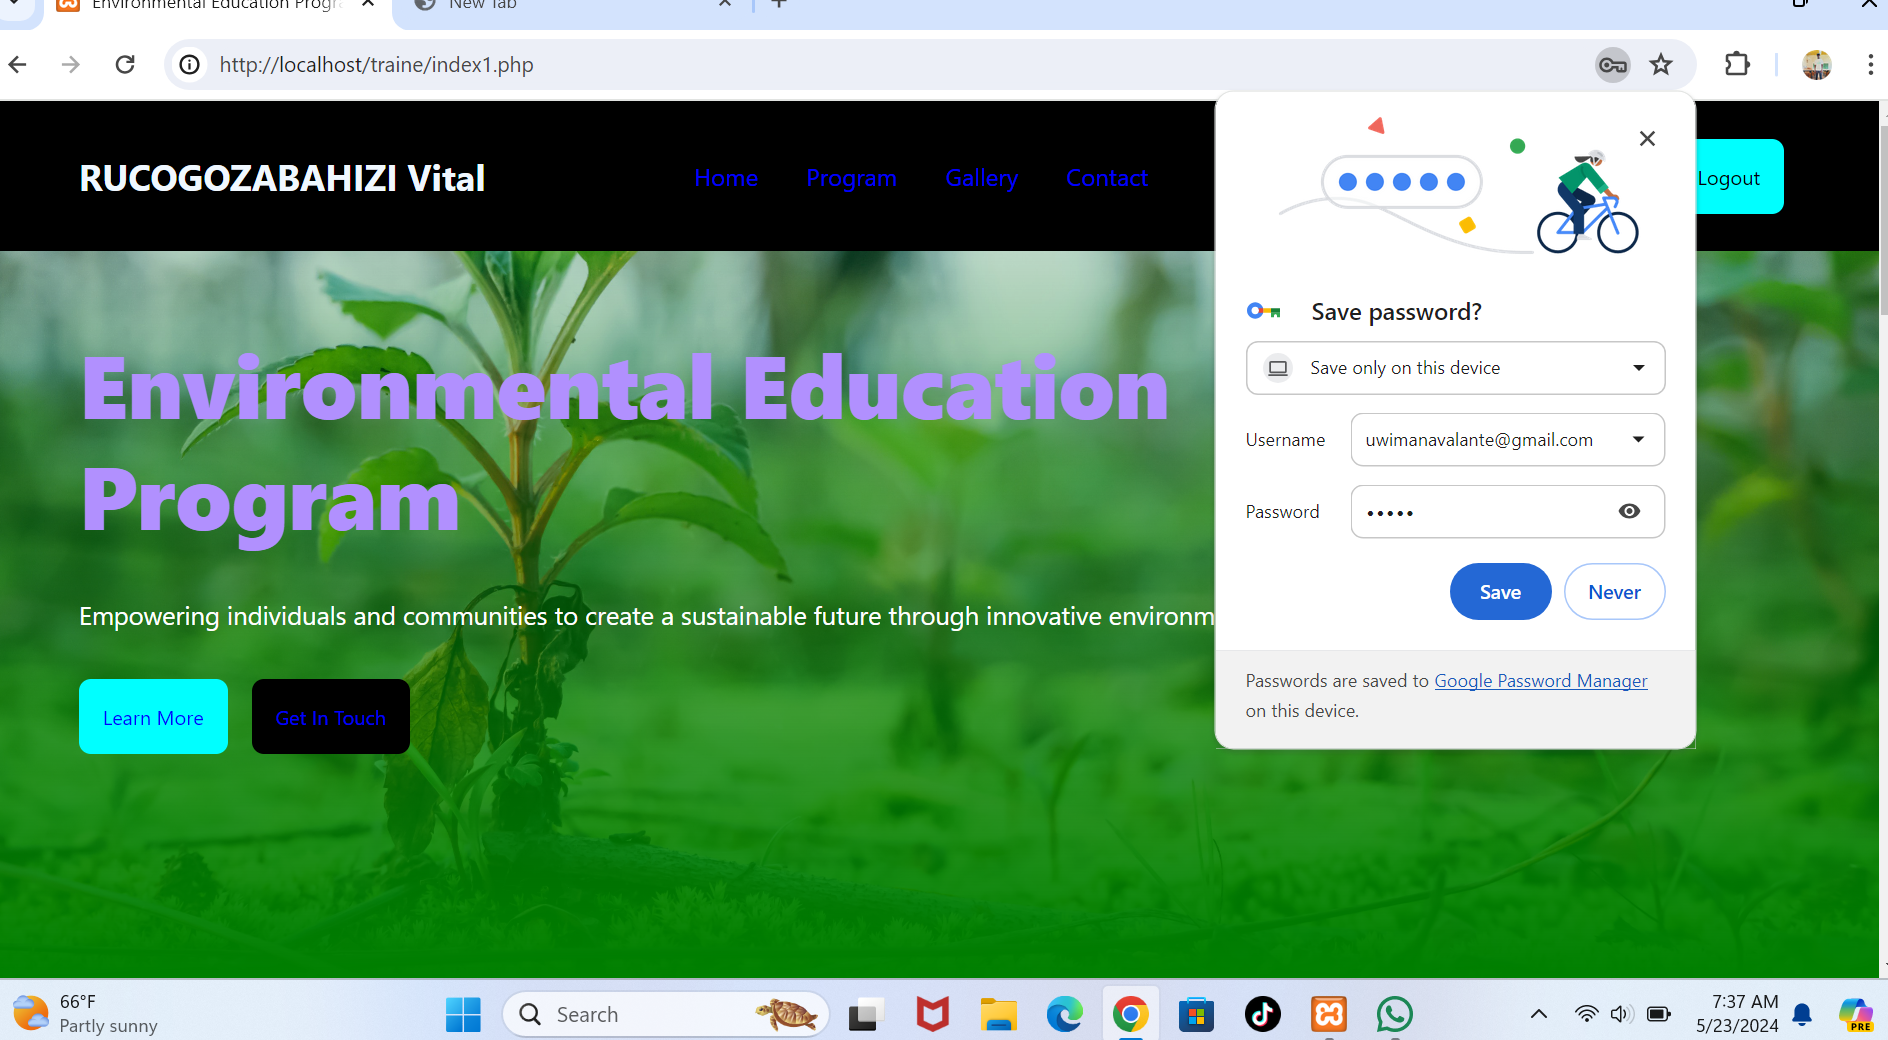 Environmental Education Progra
New Tab
http://localhost/traine/index1.php
RUCOGOZABAHIZI Vital
Home
Program
Gallery
Contact
Logout
Environmental Education
Program
Empowering individuals and communities to create a sustainable future through innovative environm
Learn More
Get In Touch
Save password?
Save only on this device
Username
uwimanavalante@gmail.com
Password
•••••
Save
Never
Passwords are saved to Google Password Manager
on this device.
66°F
Partly sunny
Search
7:37 AM
5/23/2024
PRE